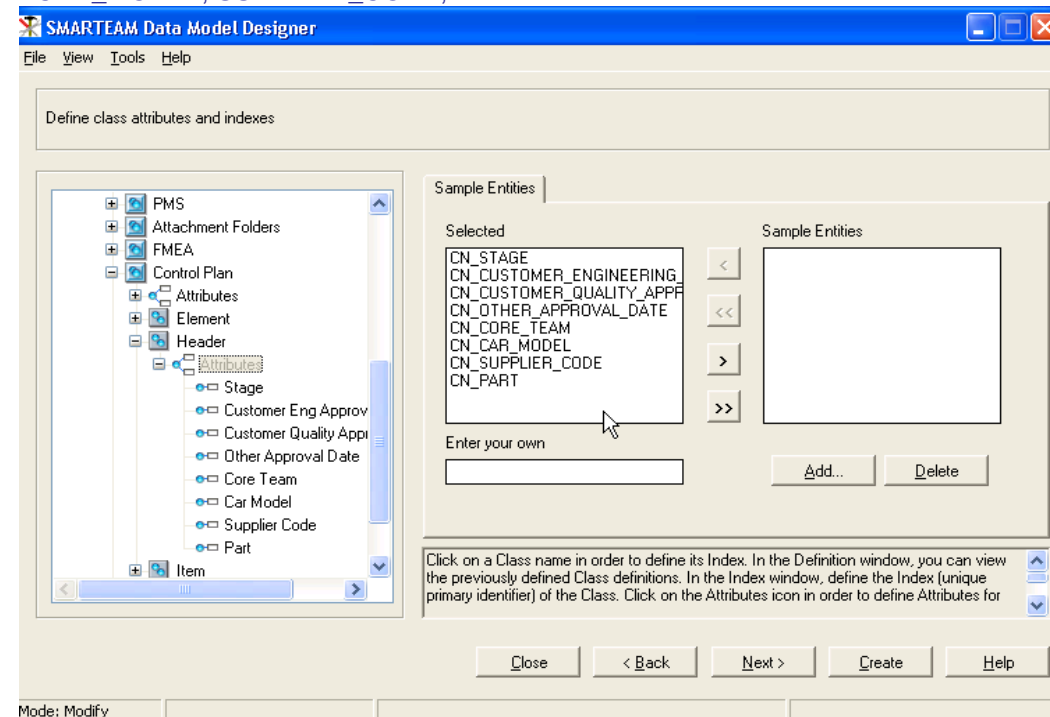 SMARTEAM Data Model Designer
File View Tools Help
Define class attributes and indexes
PMS
Attachment Folders
FMEA
Control Plan
Attributes
Element
Header
Attributes
Stage
Customer Eng Approv
Customer Quality Appr
Other Approval Date
Core Team
Car Model
Supplier Code
Part
Item
Sample Entities
Selected
CN_STAGE
CN_CUSTOMER_ENGINEERING_
CN_CUSTOMER_QUALITY_APPR
CN_OTHER_APPROVAL_DATE
CN_CORE_TEAM
CN_CAR_MODEL
CN_SUPPLIER_CODE
CN_PART
<
<<
>
>>
Sample Entities
Enter your own
Add... Delete
Click on a Class name in order to define its Index. In the Definition window, you can view
the previously defined Class definitions. In the Index window, define the Index (unique
primary identifier) of the Class. Click on the Attributes icon in order to define Attributes for
Close < Back Next > Create Help
Mode: Modify